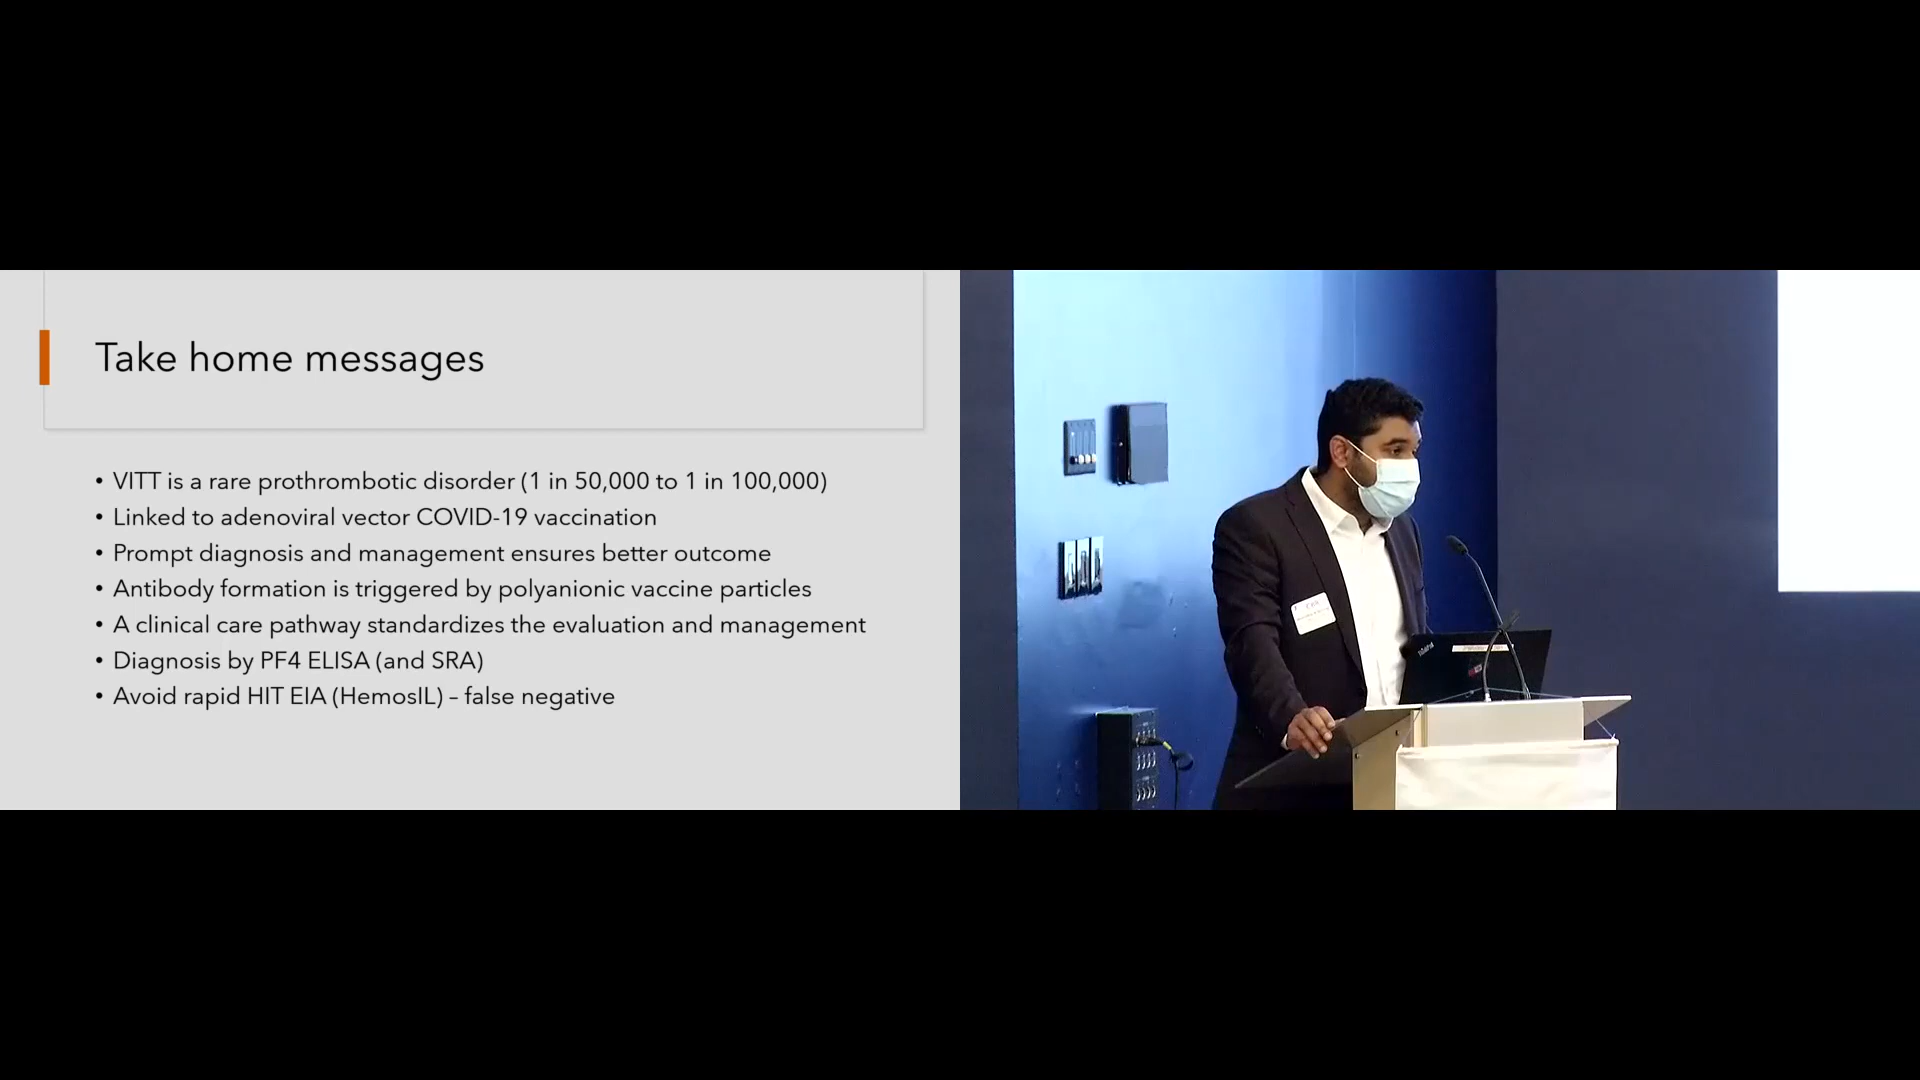 Take home messages
• VITT is a rare prothrombotic disorder (1 in 50,000 to 1 in 100,000)
• Linked to adenoviral vector COVID-19 vaccination
• Prompt diagnosis and management ensures better outcome
• Antibody formation is triggered by polyanionic vaccine particles
• A clinical care pathway standardizes the evaluation and management
• Diagnosis by PF4 ELISA (and SRA)
• Avoid rapid HIT EIA (HemosIL) – false negative
ThinkPad